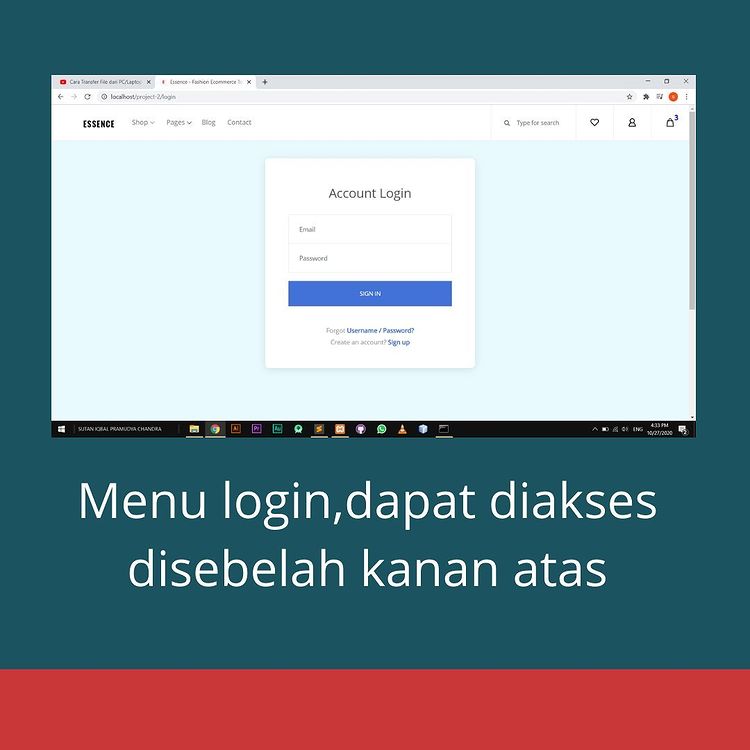 Cara Transfer File dari PC/Laptop
Essence - Fashion Ecommerce
localhost/project-2/login
ESSENCE
Shop
Pages
Blog
Contact
Type for search
3
Account Login
Email
Password
SIGN IN
Forgot Username / Password?
Create an account? Sign up
SUTAN IQBAL PRAMUDYA CHANDRA
ENG
4:33 PM
10/27/2020
Menu login,dapat diakses
disebelah kanan atas